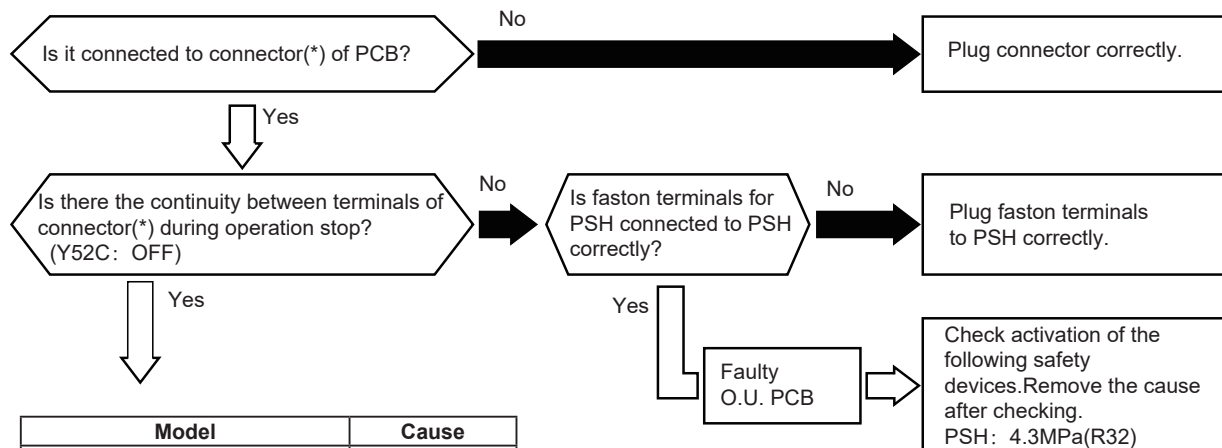 No
Is it connected to connector(*) of PCB?
Plug connector correctly.
Yes
Is there the continuity between terminals of
connector(*) during operation stop?
(Y52C: OFF)
No
Is faston terminals for
PSH connected to PSH
correctly?
No
Plug faston terminals
to PSH correctly.
Yes
Yes
Faulty
O.U. PCB
Check activation of the
following safety
devices.Remove the cause
after checking.
PSH: 4.3MPa(R32)
Model Cause